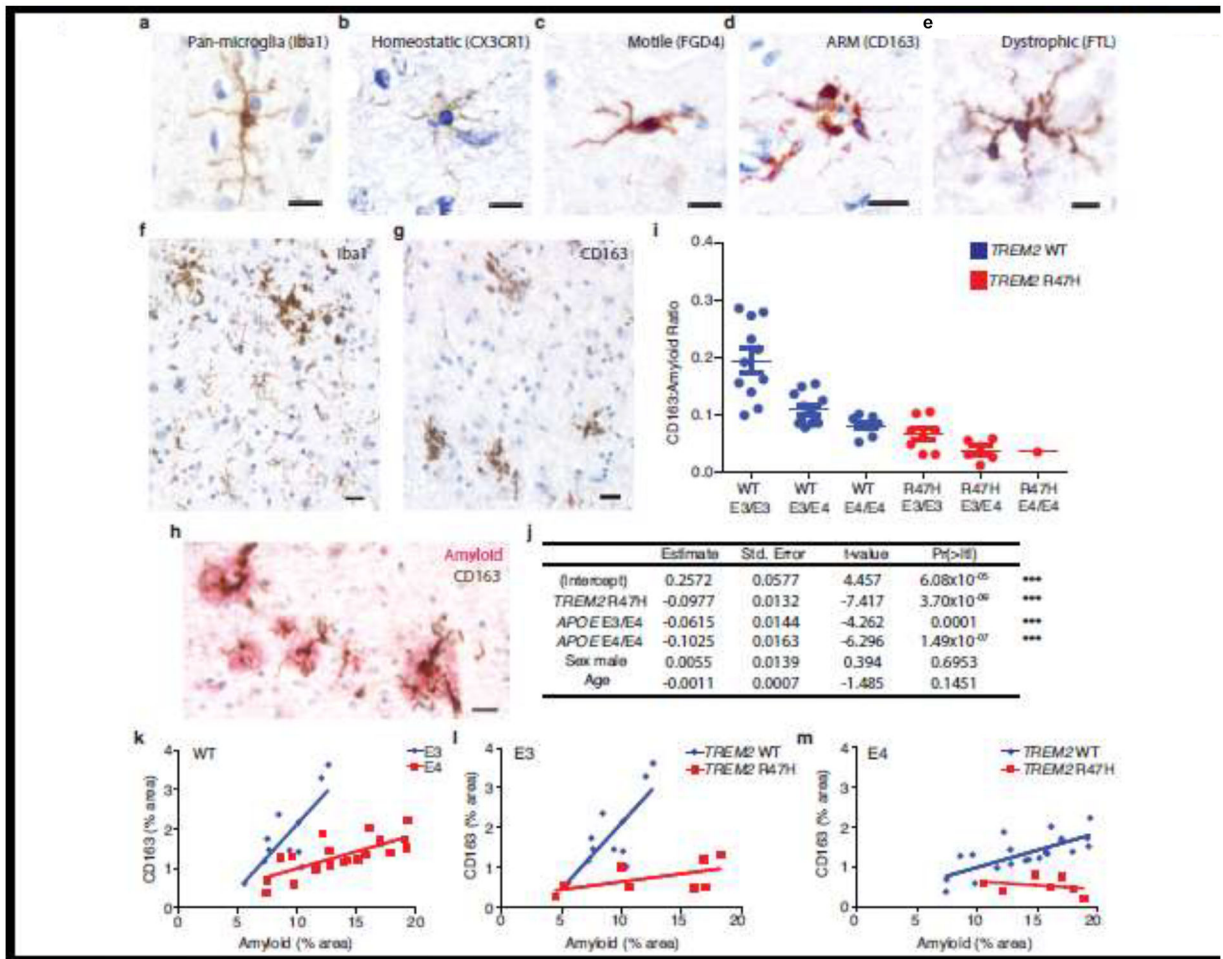 a b c d e
Pan-microglia (Iba1) Homeostatic (CX3CR1) Motile (FGD4) ARM (CD163) Dystrophic (FTL)
f g i
Iba1 CD163
0.4
0.3
0.2
0.1
0.0
CD163:Amyloid Ratio
TREM2 WT
TREM2 R47H
WT WT WT R47H R47H R47H
E3/E3 E3/E4 E4/E4 E3/E3 E3/E4 E4/E4
h j
Amyloid
CD163
Estimate Std. Error t-value Pr(>|t|)
(Intercept) 0.2572 0.0577 4.457 6.08x10⁻⁰⁵ ***
TREM2 R47H -0.0977 0.0132 -7.417 3.70x10⁻⁰⁹ ***
APOE E3/E4 -0.0615 0.0144 -4.262 0.0001 ***
APOE E4/E4 -0.1025 0.0163 -6.296 1.49x10⁻⁰⁷ ***
Sex male 0.0055 0.0139 0.394 0.6953
Age -0.0011 0.0007 -1.485 0.1451
k
WT
E3
E4
4
3
2
1
0
CD163 (% area)
0 5 10 15 20
Amyloid (% area)
l
E3
TREM2 WT
TREM2 R47H
4
3
2
1
0
CD163 (% area)
0 5 10 15 20
Amyloid (% area)
m
E4
TREM2 WT
TREM2 R47H
4
3
2
1
0
CD163 (% area)
0 5 10 15 20
Amyloid (% area)